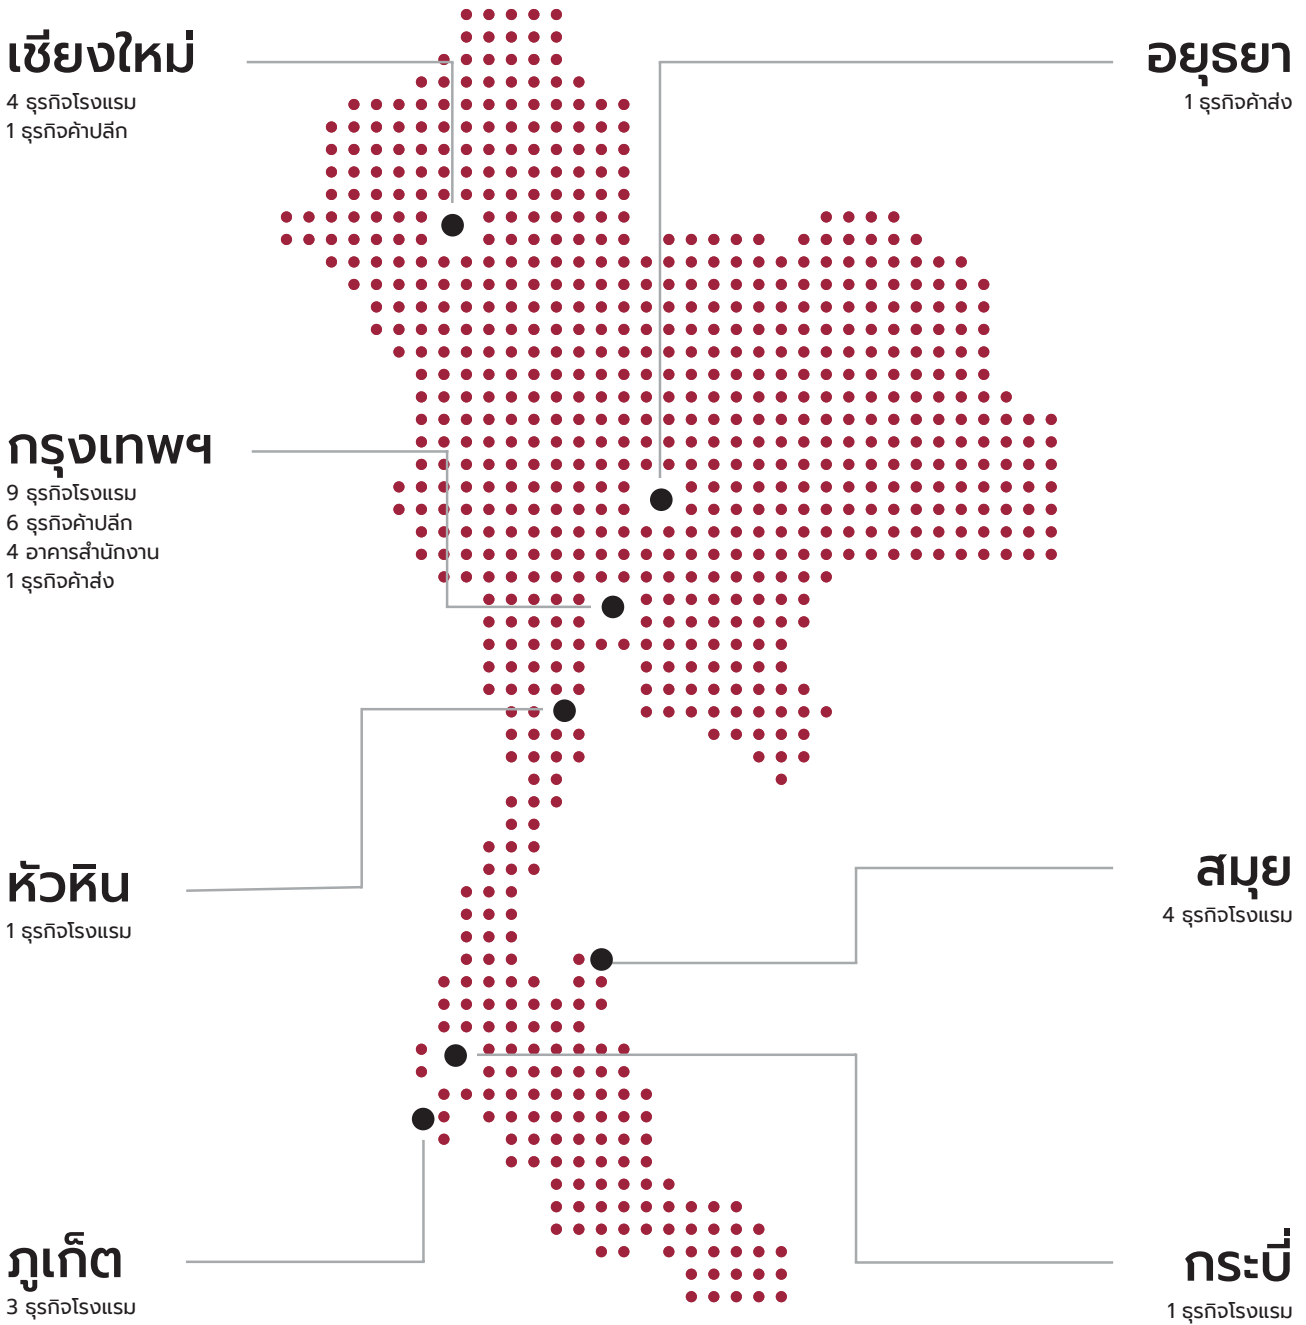 เชียงใหม่
4 ธุรกิจโรงแรม
1 ธุรกิจค้าปลีก
อยุธยา
1 ธุรกิจค้าส่ง
กรุงเทพฯ
9 ธุรกิจโรงแรม
6 ธุรกิจค้าปลีก
4 อาคารสำนักงาน
1 ธุรกิจค้าส่ง
หัวหิน
1 ธุรกิจโรงแรม
สมุย
4 ธุรกิจโรงแรม
ภูเก็ต
3 ธุรกิจโรงแรม
กระบี่
1 ธุรกิจโรงแรม